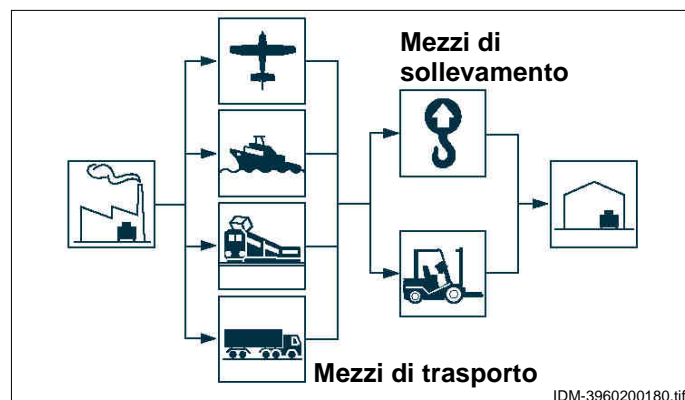 Mezzi di
sollevamento
Mezzi di trasporto
IDM-3960200180.tif